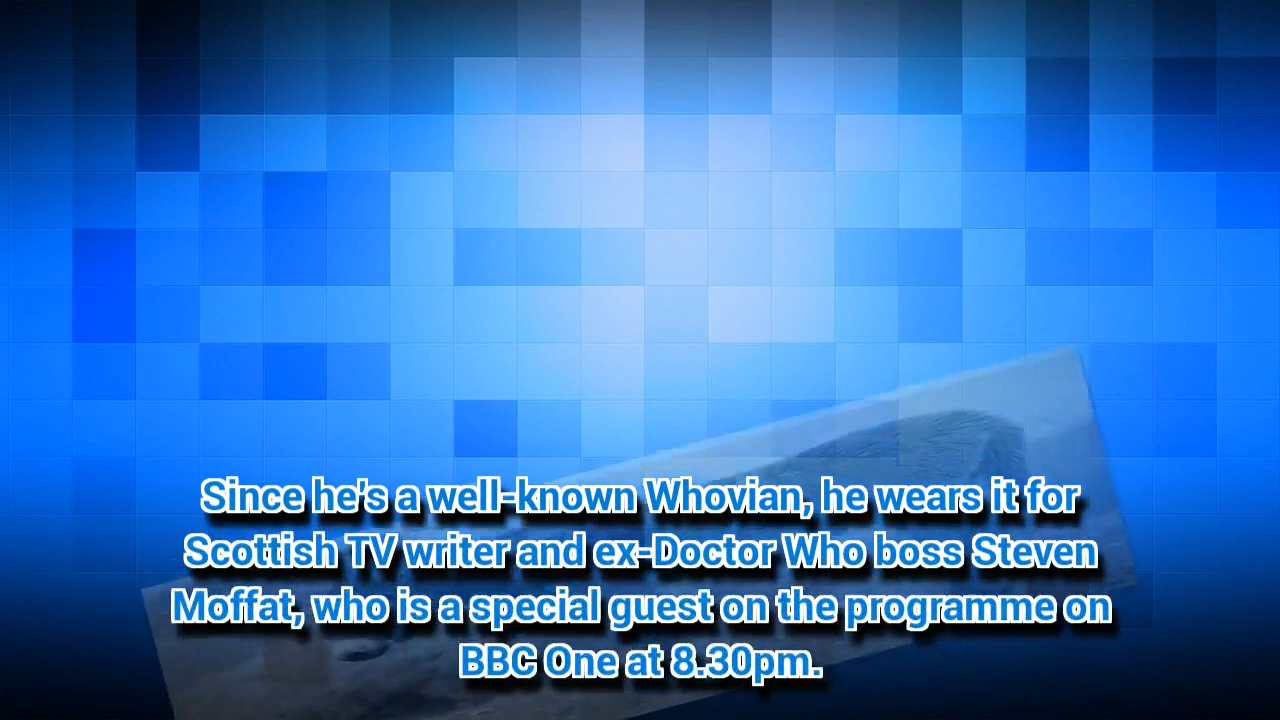 Since he's a well-known Whovian, he wears it for
Scottish TV writer and ex-Doctor Who boss Steven
Moffat, who is a special guest on the programme on
BBC One at 8.30pm.